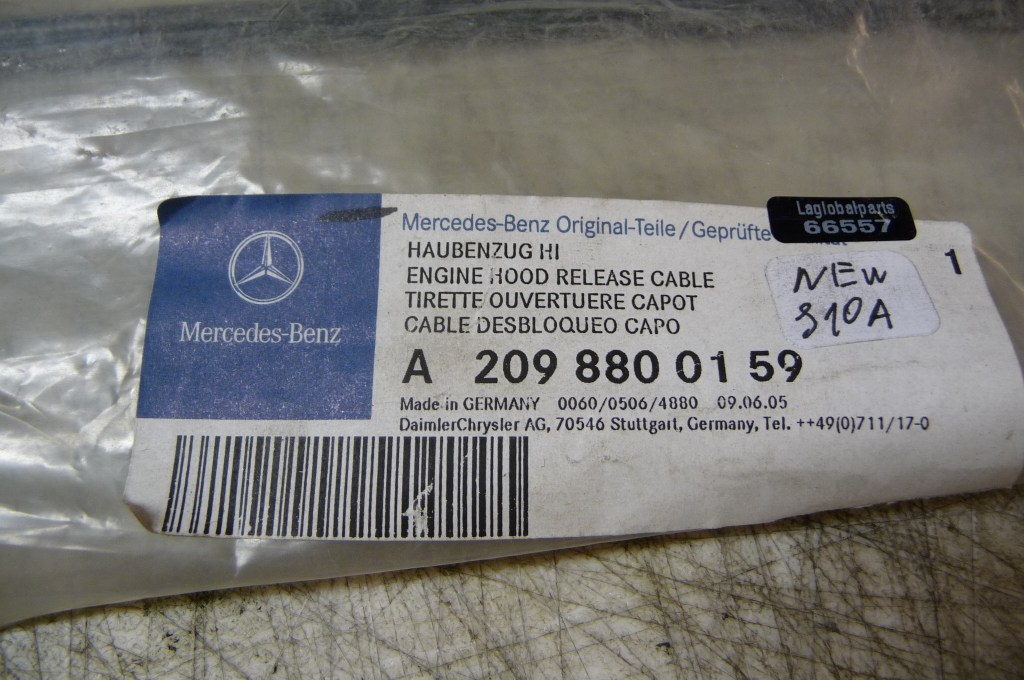 Mercedes-Benz
Mercedes-Benz Original-Teile / Geprüfte
Laglobalparts
66557
HAUBENZUG HI
ENGINE HOOD RELEASE CABLE
TIRETTE OUVERTUERE CAPOT
CABLE DESBLOQUEO CAPO
NEW
310A
1
A 209 880 01 59
Made in GERMANY 0060/0506/4880 09.06.05
DaimlerChrysler AG, 70546 Stuttgart, Germany, Tel. ++49(0)711/17-0